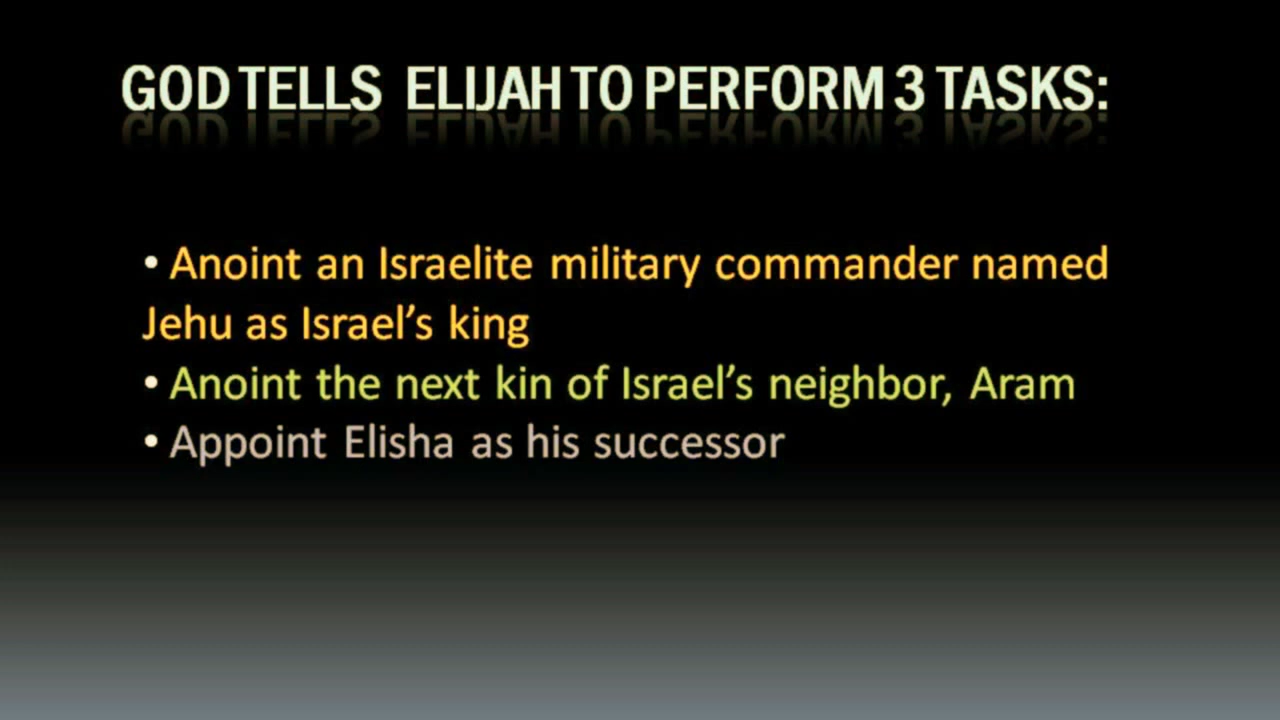 GOD TELLS ELIJAH TO PERFORM 3 TASKS:
• Anoint an Israelite military commander named
Jehu as Israel’s king
• Anoint the next kin of Israel’s neighbor, Aram
• Appoint Elisha as his successor